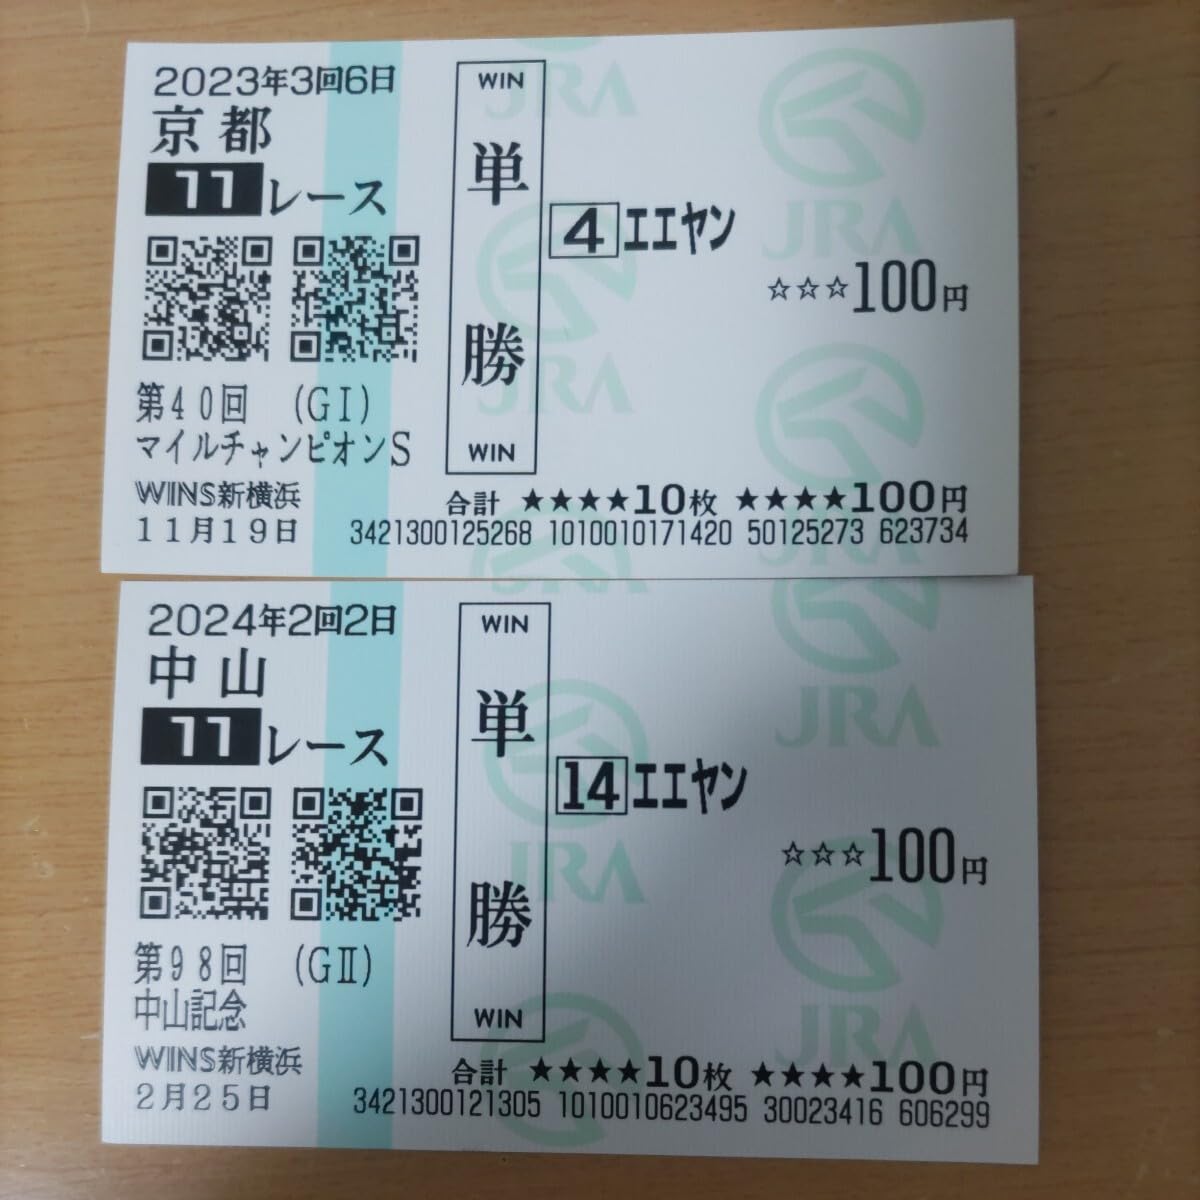 2023年3回6日
京都
11レース
第40回 (GⅠ)
マイルチャンピオンS
WINS新横浜
11月19日
WIN
単勝
WIN
4エエヤン
☆☆☆100円
合計 ★★★★10枚 ★★★★100円
3421300125268 1010010171420 50125273 623734
JRA
JRA
JRA
JRA
2024年2回2日
中山
11レース
第98回 (GⅡ)
中山記念
WINS新横浜
2月25日
WIN
単勝
WIN
14エエヤン
☆☆☆100円
合計 ★★★★10枚 ★★★★100円
3421300121305 1010010623495 30023416 606299
JRA
JRA
JRA